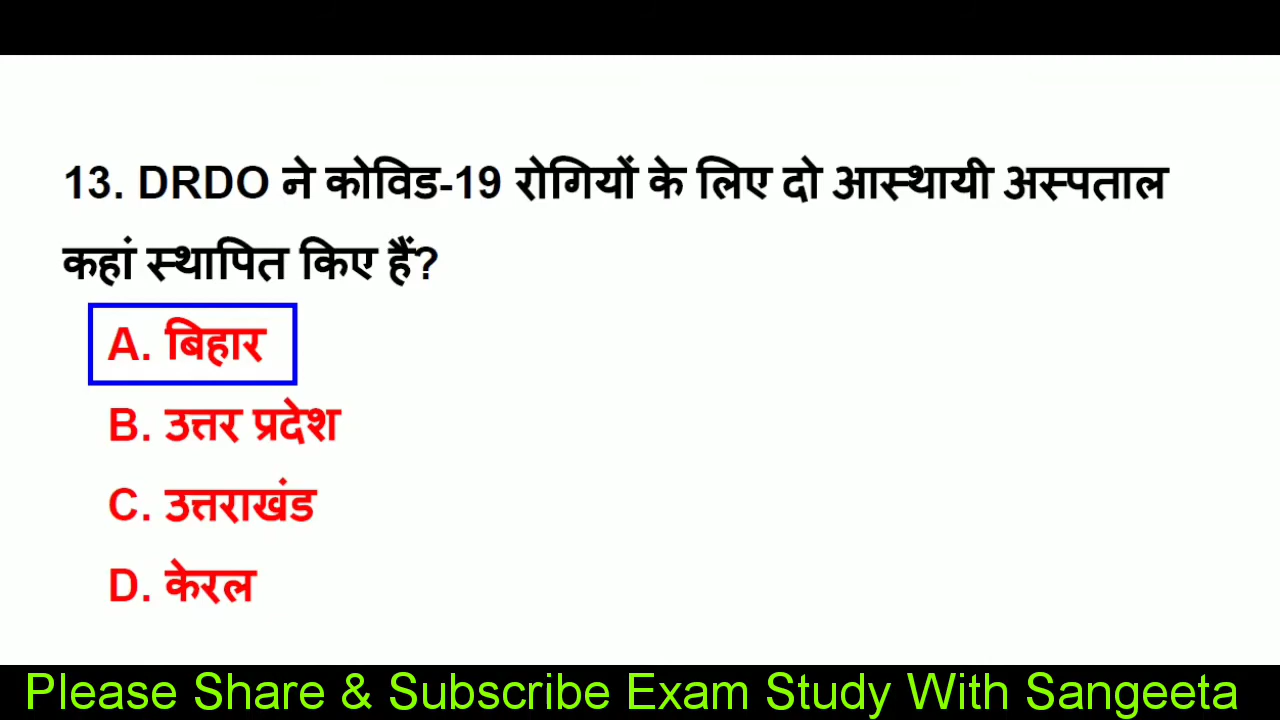 13. DRDO ने कोविड-19 रोगियों के लिए दो आस्थायी अस्पताल
कहां स्थापित किए हैं?
A. बिहार
B. उत्तर प्रदेश
C. उत्तराखंड
D. केरल
Please Share & Subscribe Exam Study With Sangeeta